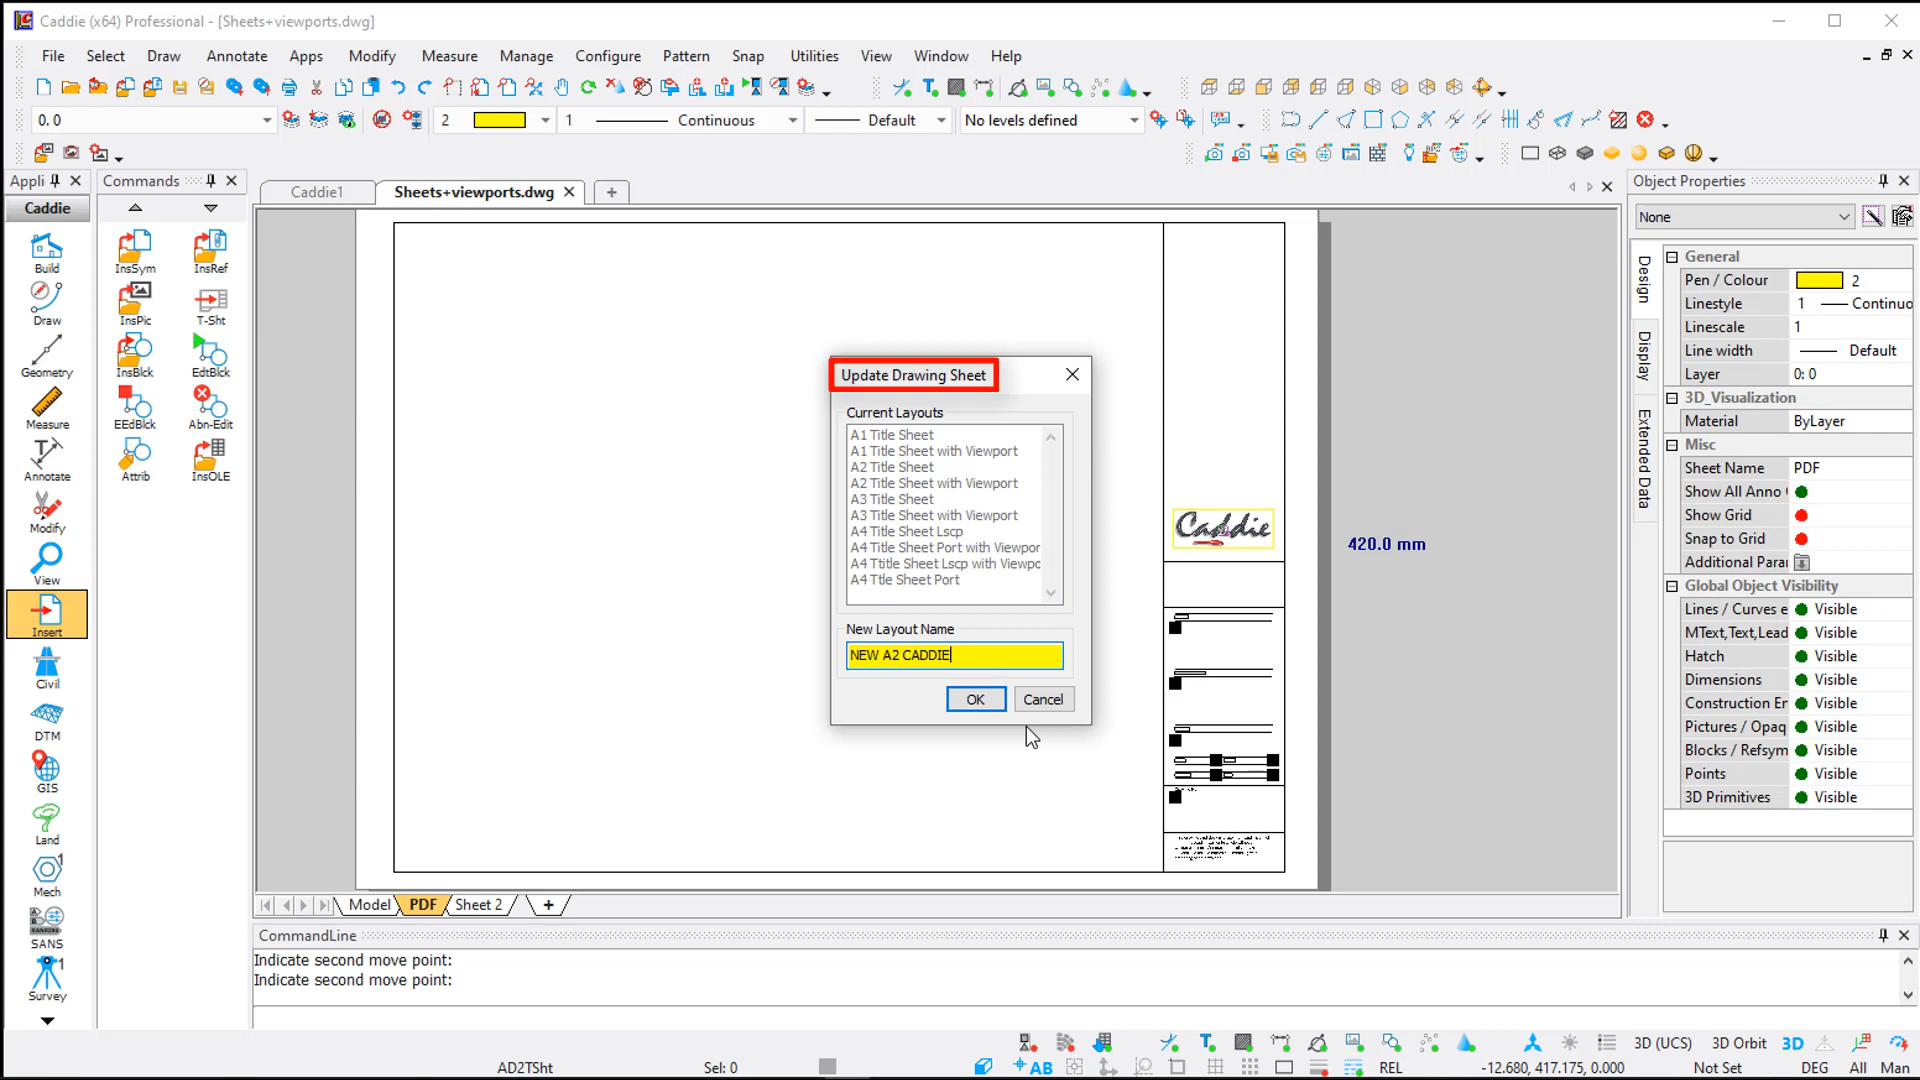 Caddie (x64) Professional - [Sheets+viewports.dwg]
File Select Draw Annotate Apps Modify Measure Manage Configure Pattern Snap Utilities View Window Help
0. 0
2
1 Continuous
Default
No levels defined
Appli
Commands
Caddie
Build
Draw
Geometry
Measure
Annotate
Modify
View
Insert
Civil
DTM
GIS
Land
Mech
SANS
Survey
InsSym InsRef
InsPic T-Sht
InsBlck EdtBlck
EEdBlck Abn-Edit
Attrib InsOLE
Caddie1
Sheets+viewports.dwg
Update Drawing Sheet
Current Layouts
A1 Title Sheet
A1 Title Sheet with Viewport
A2 Title Sheet
A2 Title Sheet with Viewport
A3 Title Sheet
A3 Title Sheet with Viewport
A4 Title Sheet Lscp
A4 Title Sheet Port with Viewpor
A4 Ttitle Sheet Lscp with Viewpo
A4 Ttle Sheet Port
New Layout Name
NEW A2 CADDIE
OK Cancel
Caddie
420.0 mm
Model PDF Sheet 2 +
CommandLine
Indicate second move point:
Indicate second move point:
Object Properties
None
Design
Display
Extended Data
General
Pen / Colour 2
Linestyle 1 Continuo
Linescale 1
Line width Default
Layer 0: 0
3D_Visualization
Material ByLayer
Misc
Sheet Name PDF
Show All Anno
Show Grid
Snap to Grid
Additional Parai
Global Object Visibility
Lines / Curves e Visible
MText,Text,Lead Visible
Hatch Visible
Dimensions Visible
Construction En Visible
Pictures / Opaq Visible
Blocks / Refsym Visible
Points Visible
3D Primitives Visible
3D (UCS) 3D Orbit 3D
AD2TSht Sel: 0 AB REL -12.680, 417.175, 0.000 Not Set DEG All Man